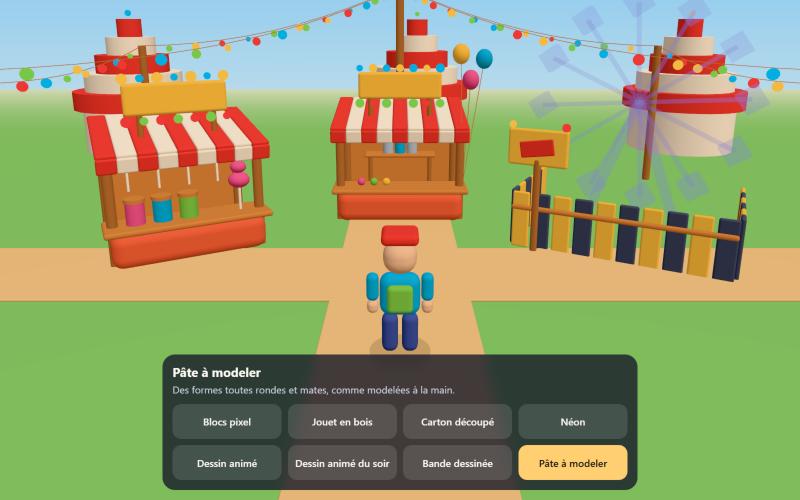 Pâte à modeler
Des formes toutes rondes et mates, comme modelées à la main.
Blocs pixel
Jouet en bois
Carton découpé
Néon
Dessin animé
Dessin animé du soir
Bande dessinée
Pâte à modeler